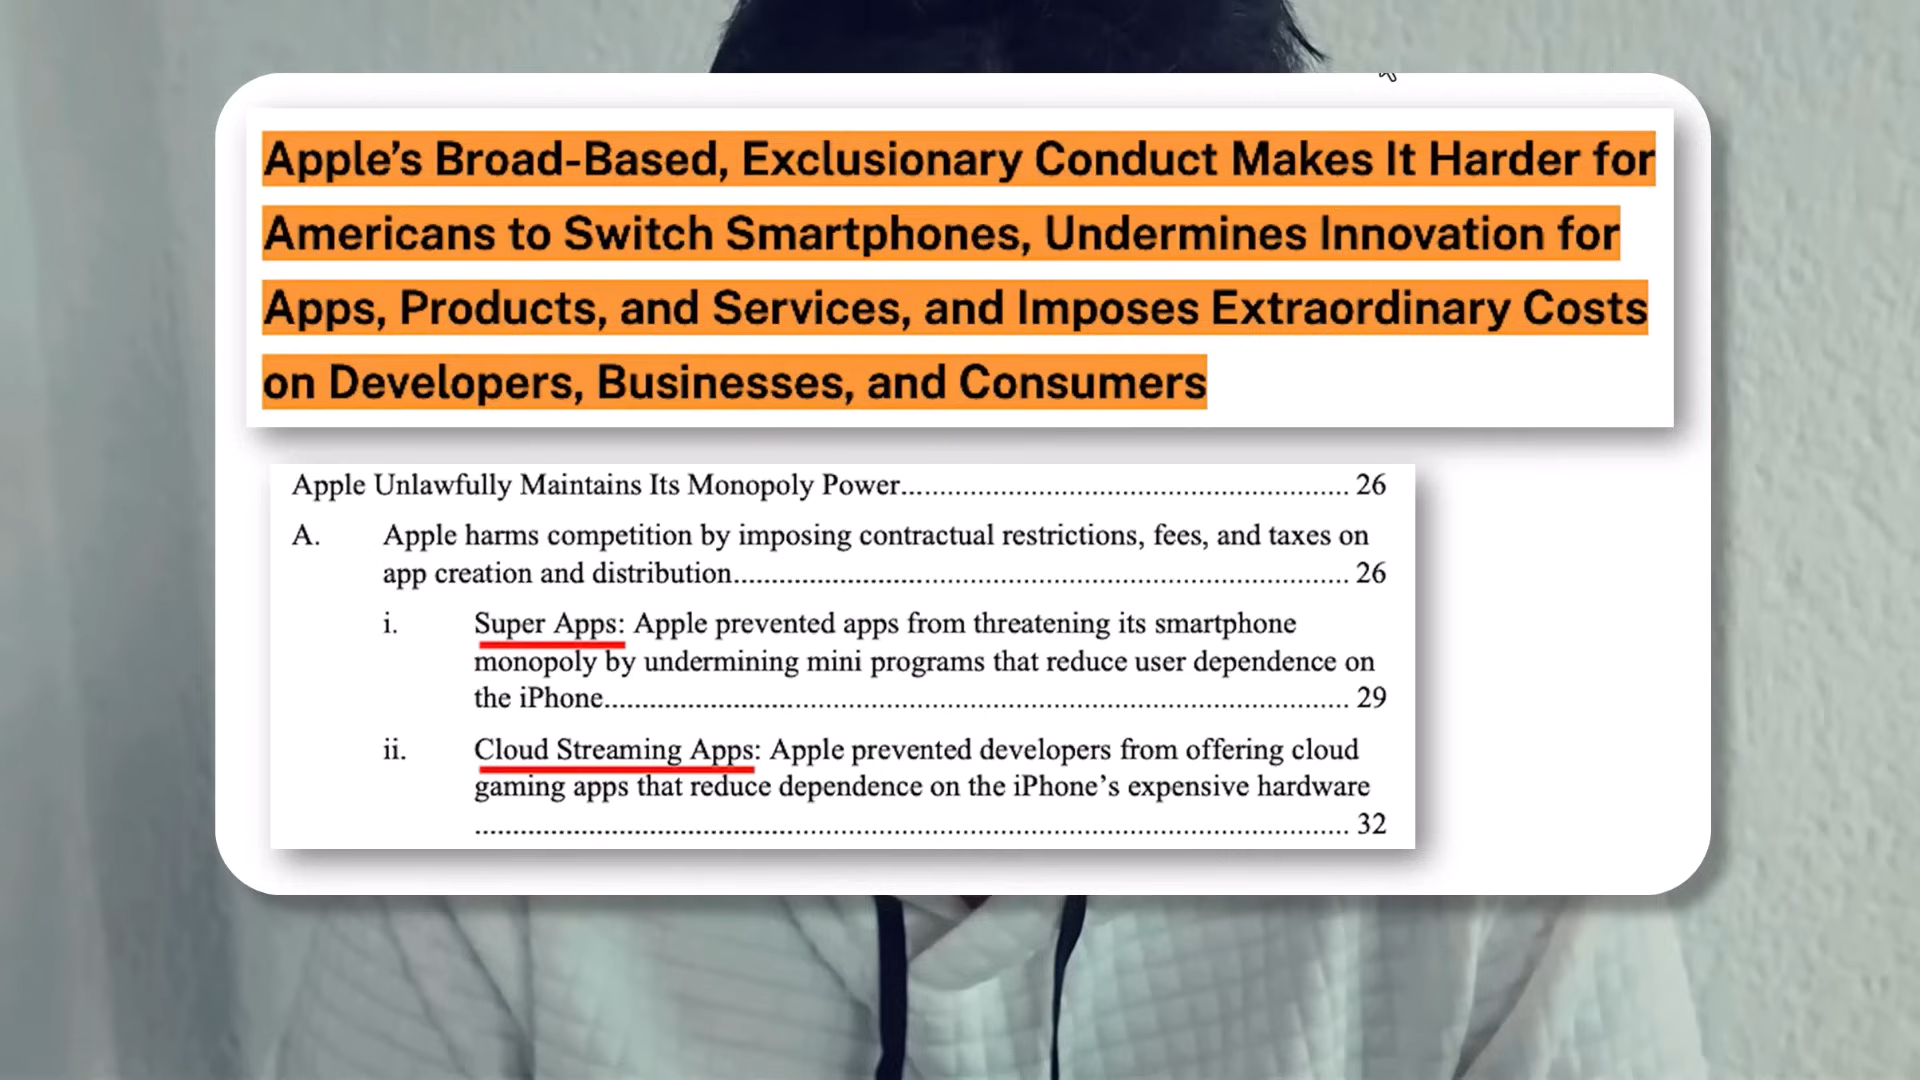 Apple’s Broad-Based, Exclusionary Conduct Makes It Harder for
Americans to Switch Smartphones, Undermines Innovation for
Apps, Products, and Services, and Imposes Extraordinary Costs
on Developers, Businesses, and Consumers
Apple Unlawfully Maintains Its Monopoly Power.......................................................... 26
A. Apple harms competition by imposing contractual restrictions, fees, and taxes on
app creation and distribution................................................................................ 26
i. Super Apps: Apple prevented apps from threatening its smartphone
monopoly by undermining mini programs that reduce user dependence on
the iPhone................................................................................................ 29
ii. Cloud Streaming Apps: Apple prevented developers from offering cloud
gaming apps that reduce dependence on the iPhone’s expensive hardware
................................................................................................................. 32